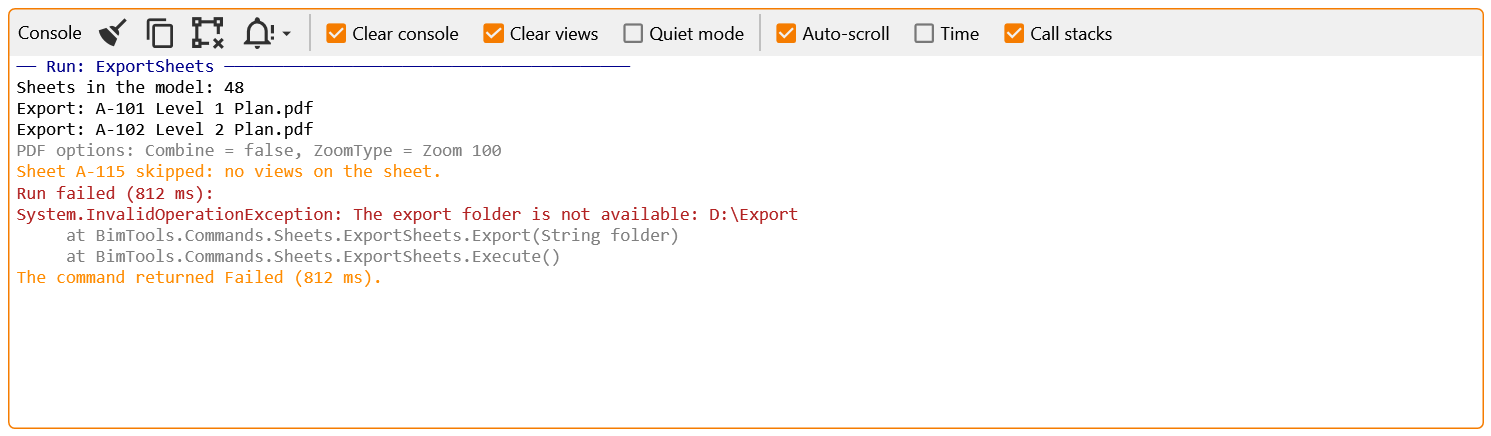 Console Clear console Clear views Quiet mode Auto-scroll Time Call stacks
── Run: ExportSheets ─────────────────────────────────────────
Sheets in the model: 48
Export: A-101 Level 1 Plan.pdf
Export: A-102 Level 2 Plan.pdf
PDF options: Combine = false, ZoomType = Zoom 100
Sheet A-115 skipped: no views on the sheet.
Run failed (812 ms):
System.InvalidOperationException: The export folder is not available: D:\Export
     at BimTools.Commands.Sheets.ExportSheets.Export(String folder)
     at BimTools.Commands.Sheets.ExportSheets.Execute()
The command returned Failed (812 ms).